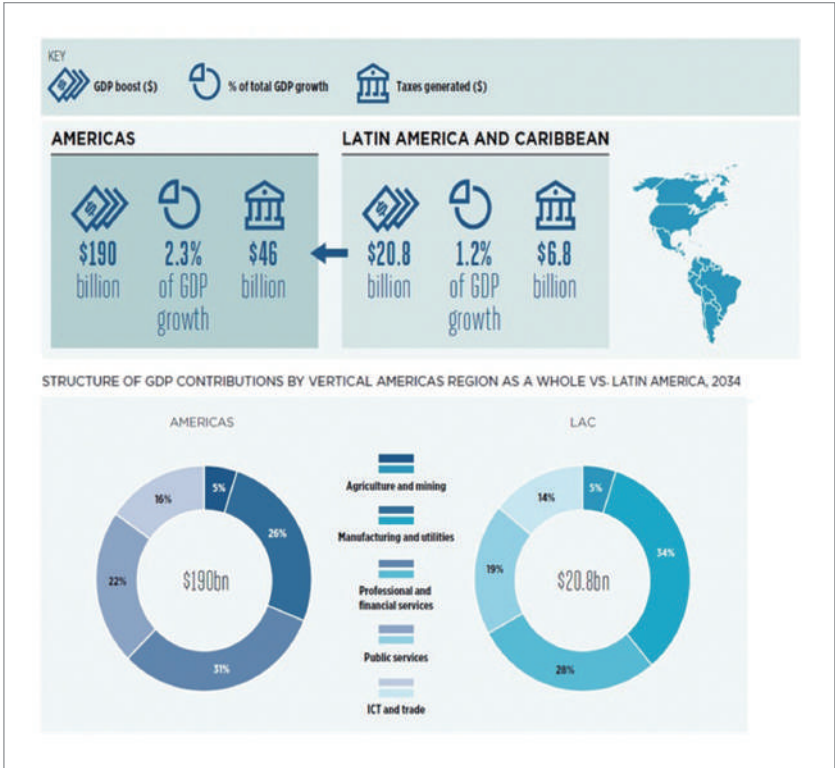 KEY
GDP boost ($)
% of total GDP growth
Taxes generated ($)
AMERICAS
$190
billion
2.3%
of GDP
growth
$46
billion
LATIN AMERICA AND CARIBBEAN
$20.8
billion
1.2%
of GDP
growth
$6.8
billion
STRUCTURE OF GDP CONTRIBUTIONS BY VERTICAL AMERICAS REGION AS A WHOLE VS. LATIN AMERICA, 2034
AMERICAS
5%
26%
31%
22%
16%
$190bn
Agriculture and mining
Manufacturing and utilities
Professional and
financial services
Public services
ICT and trade
LAC
5%
34%
28%
19%
14%
$20.8bn